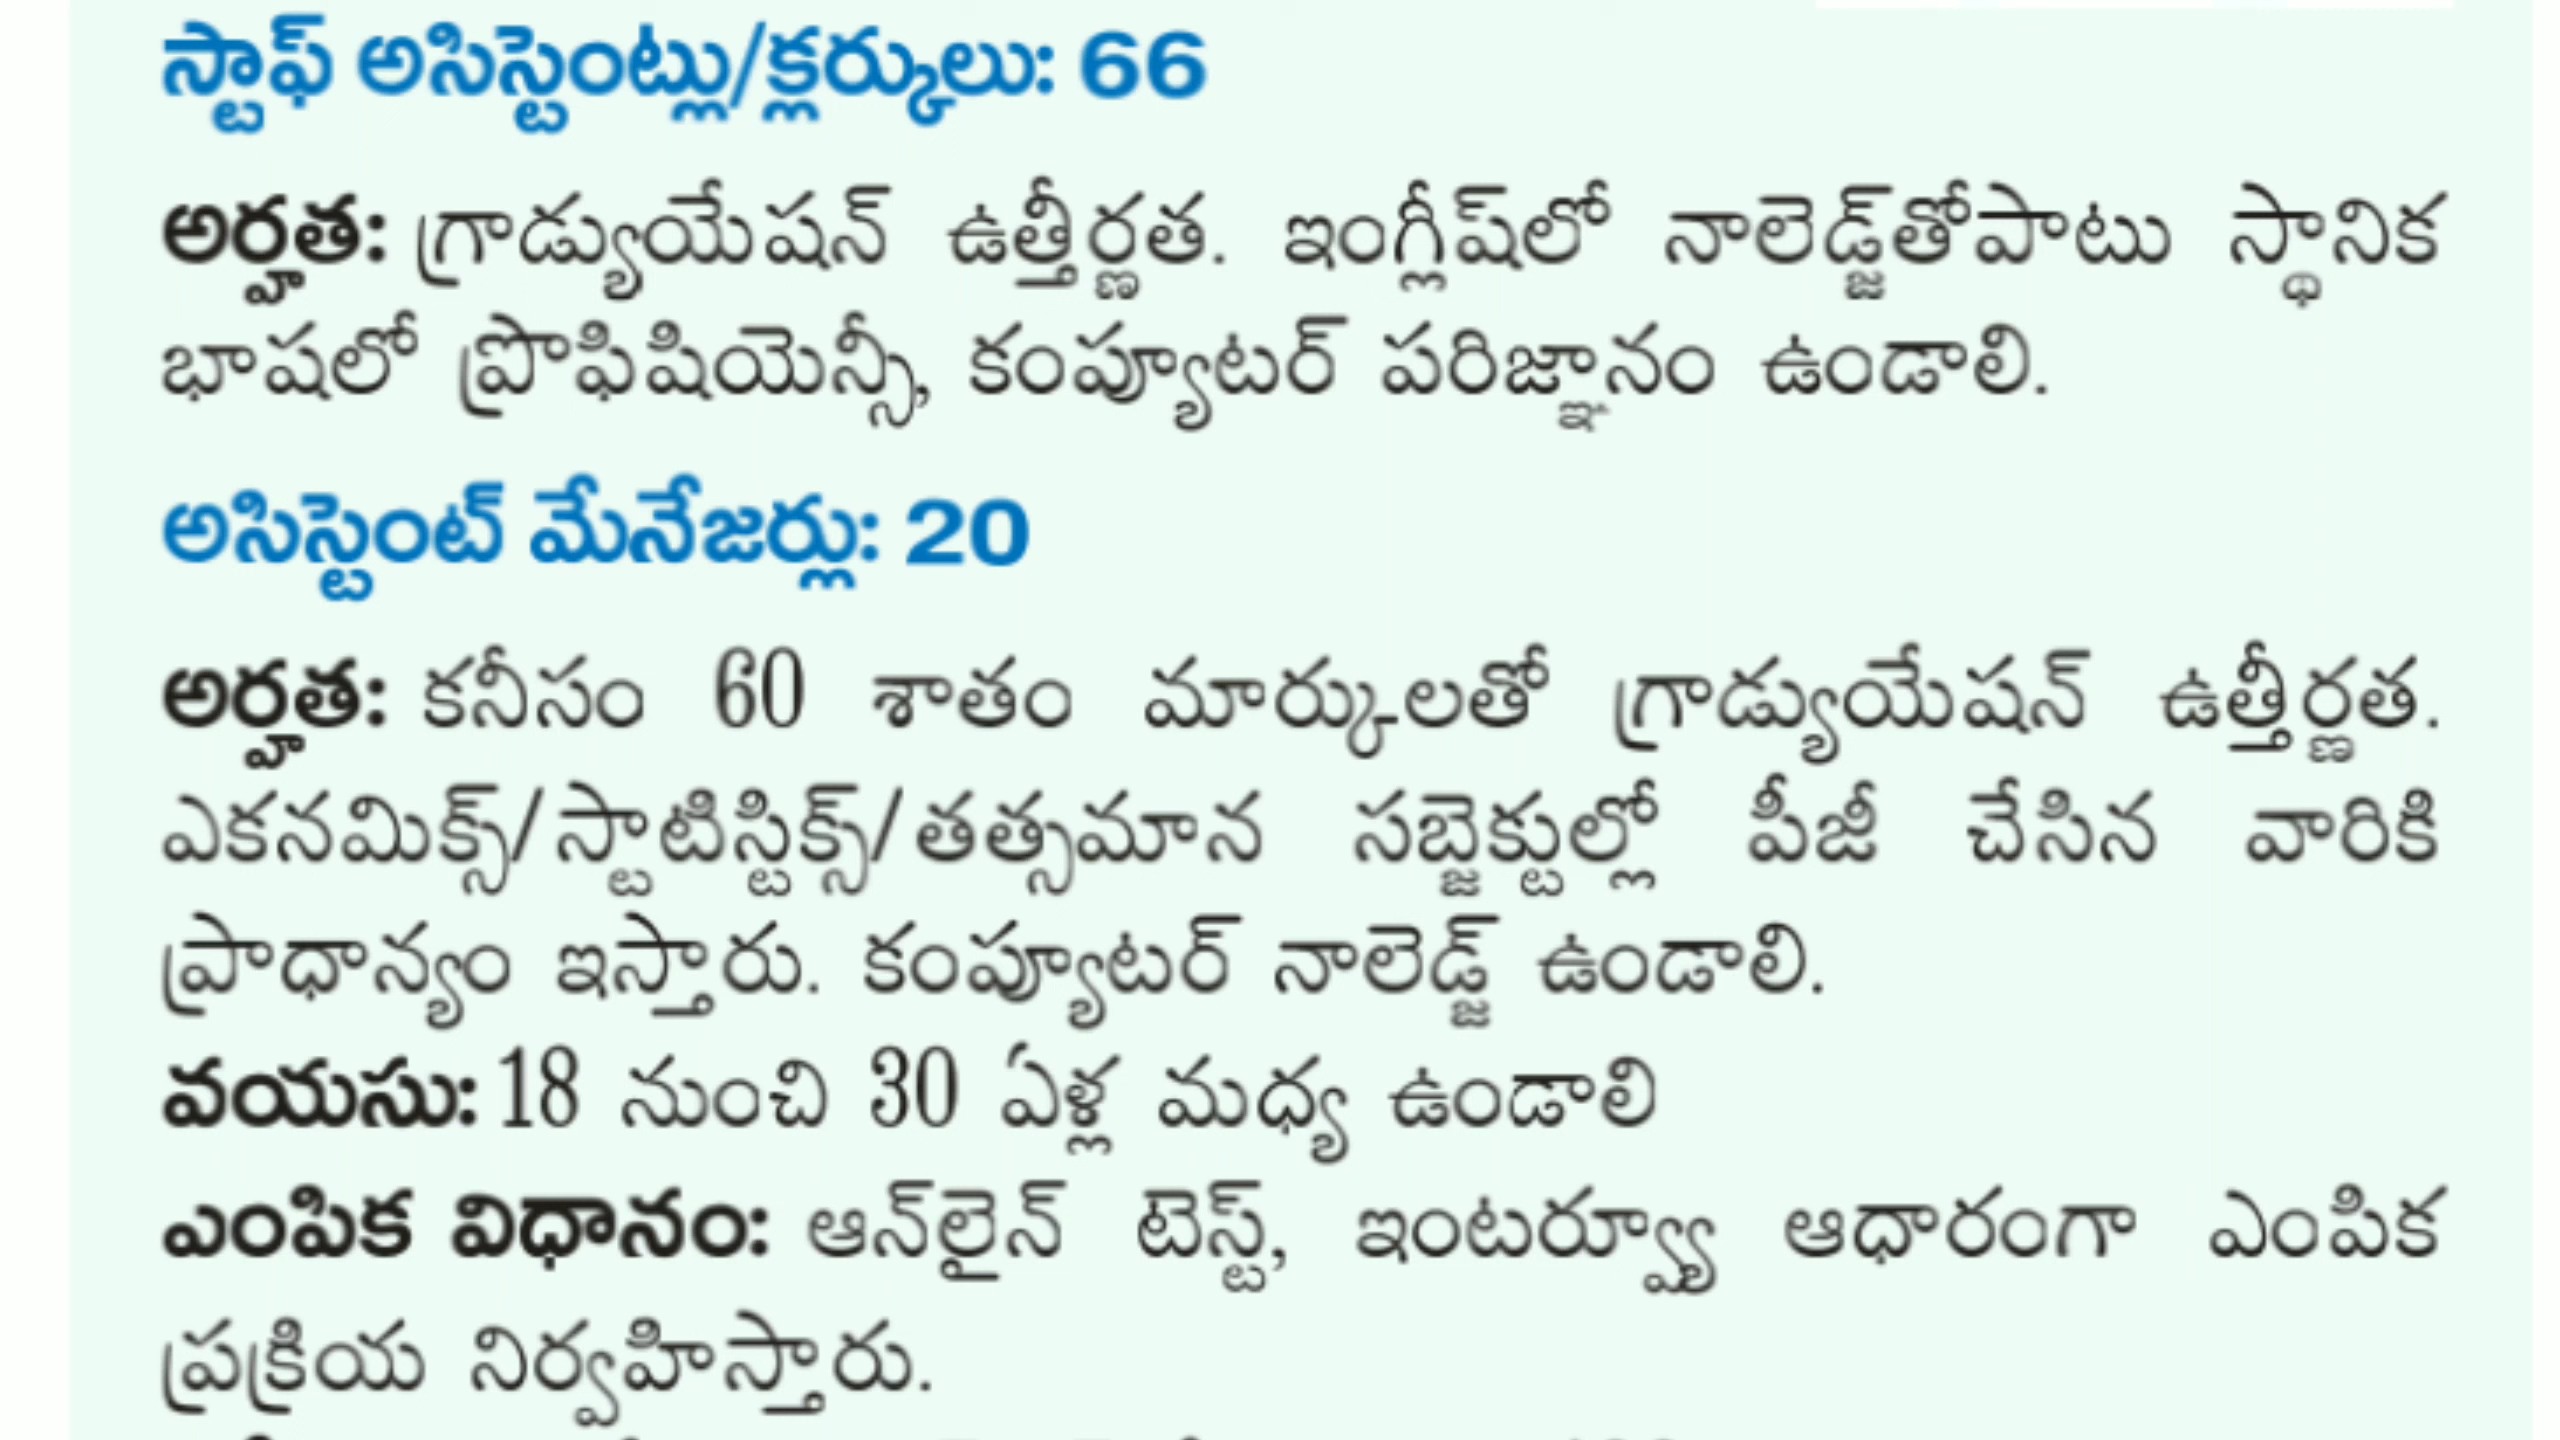 స్టాఫ్ అసిస్టెంట్లు/క్లర్కులు: 66
అర్హత: గ్రాడ్యుయేషన్ ఉత్తీర్ణత. ఇంగ్లీష్‌లో నాలెడ్జ్‌తోపాటు స్థానిక
భాషలో ప్రొఫిషియెన్సీ, కంప్యూటర్ పరిజ్ఞానం ఉండాలి.
అసిస్టెంట్ మేనేజర్లు: 20
అర్హత: కనీసం 60 శాతం మార్కులతో గ్రాడ్యుయేషన్ ఉత్తీర్ణత.
ఎకనమిక్స్/స్టాటిస్టిక్స్/తత్సమాన సబ్జెక్టుల్లో పీజీ చేసిన వారికి
ప్రాధాన్యం ఇస్తారు. కంప్యూటర్ నాలెడ్జ్ ఉండాలి.
వయసు: 18 నుంచి 30 ఏళ్ల మధ్య ఉండాలి
ఎంపిక విధానం: ఆన్‌లైన్ టెస్ట్, ఇంటర్వ్యూ ఆధారంగా ఎంపిక
ప్రక్రియ నిర్వహిస్తారు.